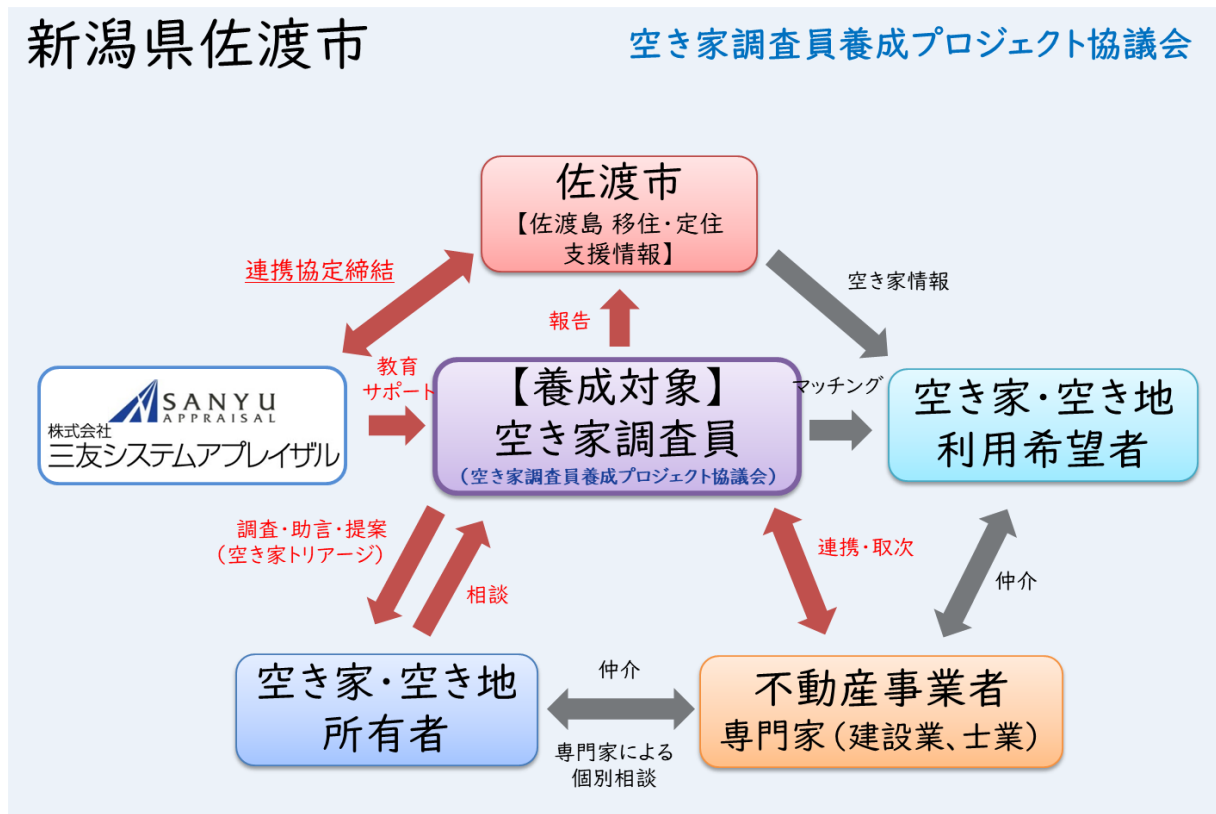 新潟県佐渡市
空き家調査員養成プロジェクト協議会
佐渡市
【佐渡島 移住・定住
支援情報】
連携協定締結
空き家情報
報告
教育
サポート
SANYU
APPRAISAL
株式会社
三友システムアプレイザル
【養成対象】
空き家調査員
(空き家調査員養成プロジェクト協議会)
マッチング
空き家・空き地
利用希望者
調査・助言・提案
(空き家トリアージ)
相談
連携・取次
仲介
空き家・空き地
所有者
仲介
専門家による
個別相談
不動産事業者
専門家(建設業、士業)